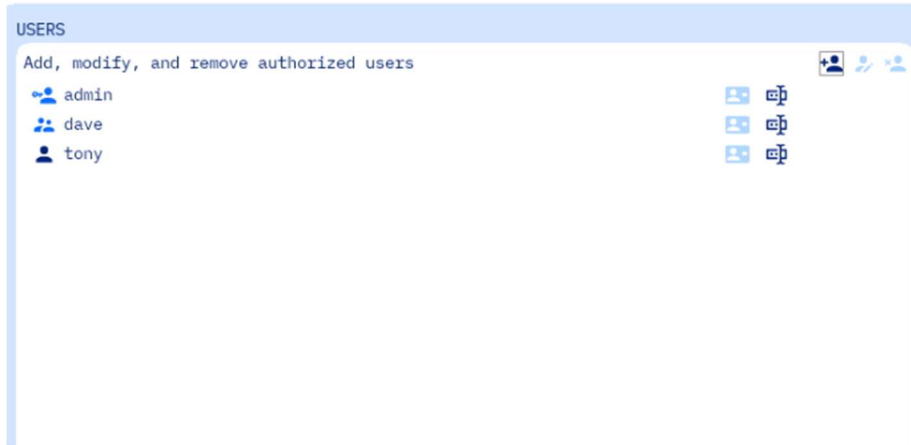 USERS
Add, modify, and remove authorized users
admin
dave
tony